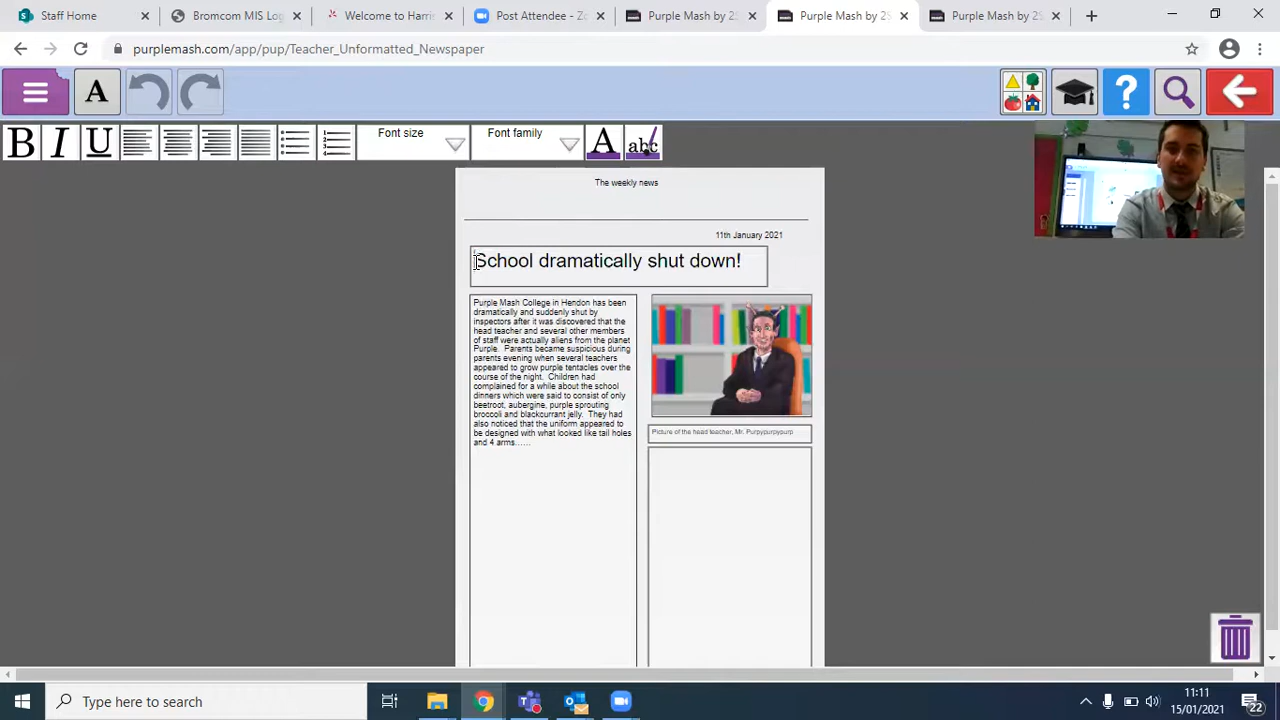 Staff Home
Bromcom MIS Log
Welcome to Harris
Post Attendee - Zo
Purple Mash by 2S
Purple Mash by 2S
Purple Mash by 2S
purplemash.com/app/pup/Teacher_Unformatted_Newspaper
A
?
B I U
Font size
Font family
A
abc
The weekly news
11th January 2021
School dramatically shut down!
Purple Mash College in Hendon has been
dramatically and suddenly shut by
inspectors after it was discovered that the
head teacher and several other members
of staff were actually aliens from the planet
Purple. Parents became suspicious during
parents evening when several teachers
appeared to grow purple tentacles over the
course of the night. Children had
complained for a while about the school
dinners which were said to consist of only
beetroot, aubergine, purple sprouting
broccoli and blackcurrant jelly. They had
also noticed that the uniform appeared to
be designed with what looked like tail holes
and 4 arms......
Picture of the head teacher, Mr. Purpypurpypurp
Type here to search
11:11
15/01/2021
22